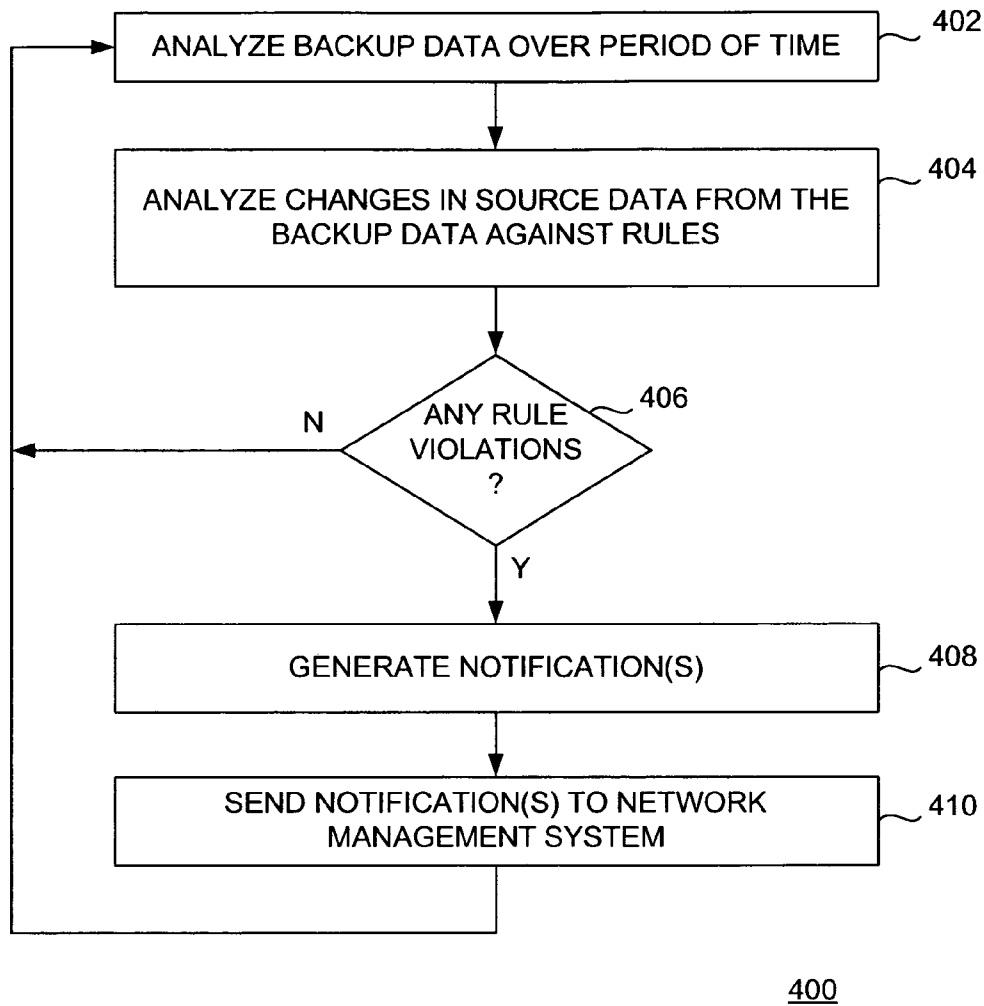 ANALYZE BACKUP DATA OVER PERIOD OF TIME
402
ANALYZE CHANGES IN SOURCE DATA FROM THE
BACKUP DATA AGAINST RULES
404
ANY RULE
VIOLATIONS
?
406
N
Y
GENERATE NOTIFICATION(S)
408
SEND NOTIFICATION(S) TO NETWORK
MANAGEMENT SYSTEM
410
400